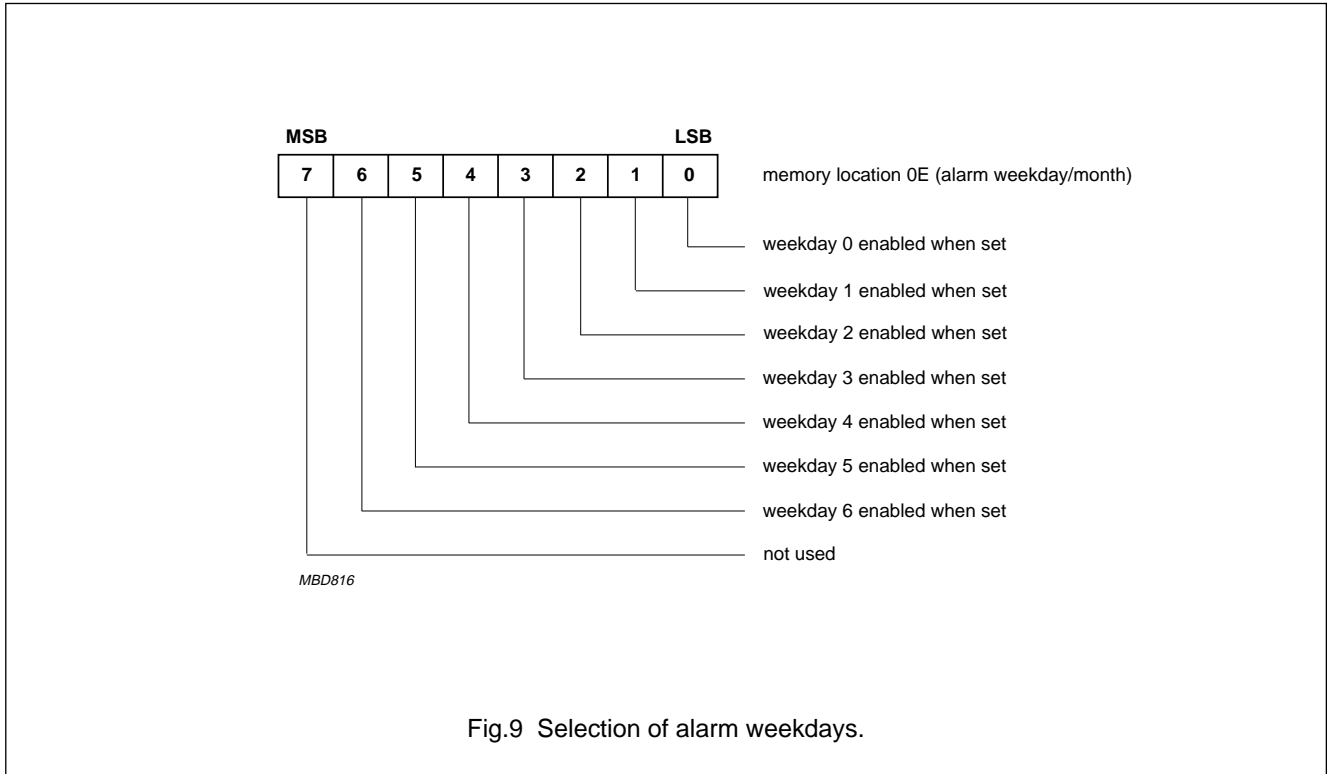 MSB LSB
7 6 5 4 3 2 1 0 memory location 0E (alarm weekday/month)
weekday 0 enabled when set
weekday 1 enabled when set
weekday 2 enabled when set
weekday 3 enabled when set
weekday 4 enabled when set
weekday 5 enabled when set
weekday 6 enabled when set
not used
MBD816
Fig.9 Selection of alarm weekdays.